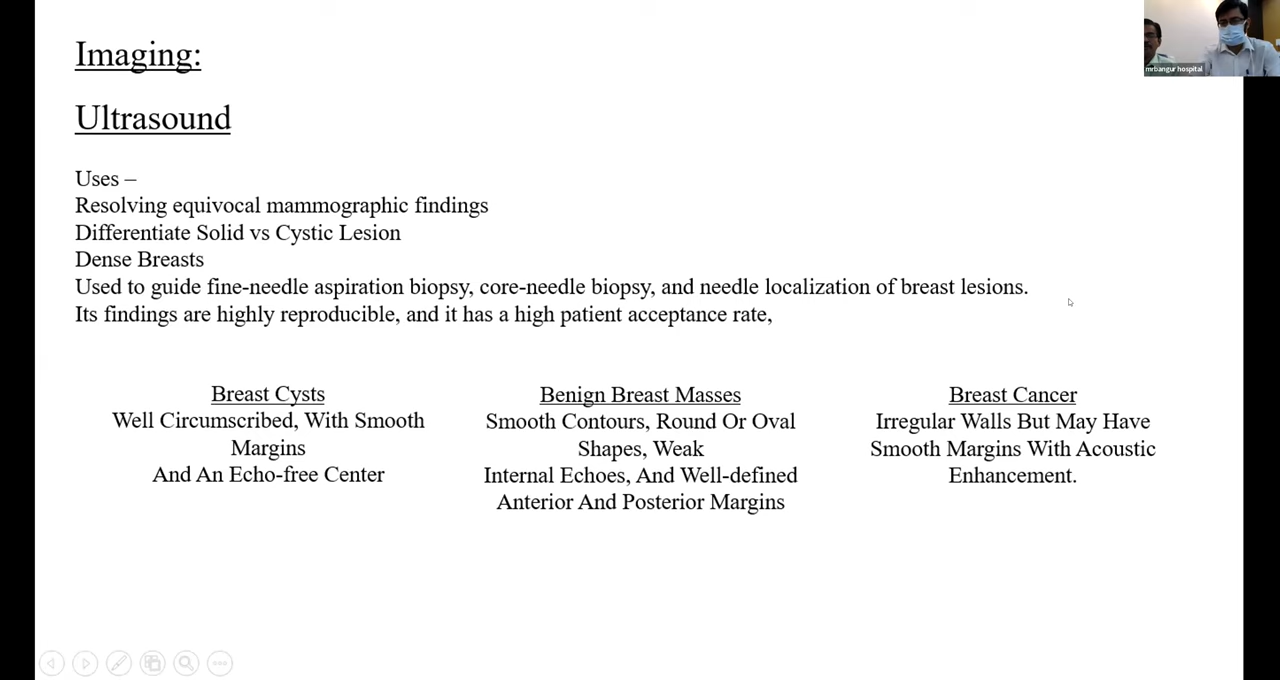 Imaging:
mrbangur hospital
Ultrasound
Uses –
Resolving equivocal mammographic findings
Differentiate Solid vs Cystic Lesion
Dense Breasts
Used to guide fine-needle aspiration biopsy, core-needle biopsy, and needle localization of breast lesions.
Its findings are highly reproducible, and it has a high patient acceptance rate,
Breast Cysts
Well Circumscribed, With Smooth
Margins
And An Echo-free Center
Benign Breast Masses
Smooth Contours, Round Or Oval
Shapes, Weak
Internal Echoes, And Well-defined
Anterior And Posterior Margins
Breast Cancer
Irregular Walls But May Have
Smooth Margins With Acoustic
Enhancement.